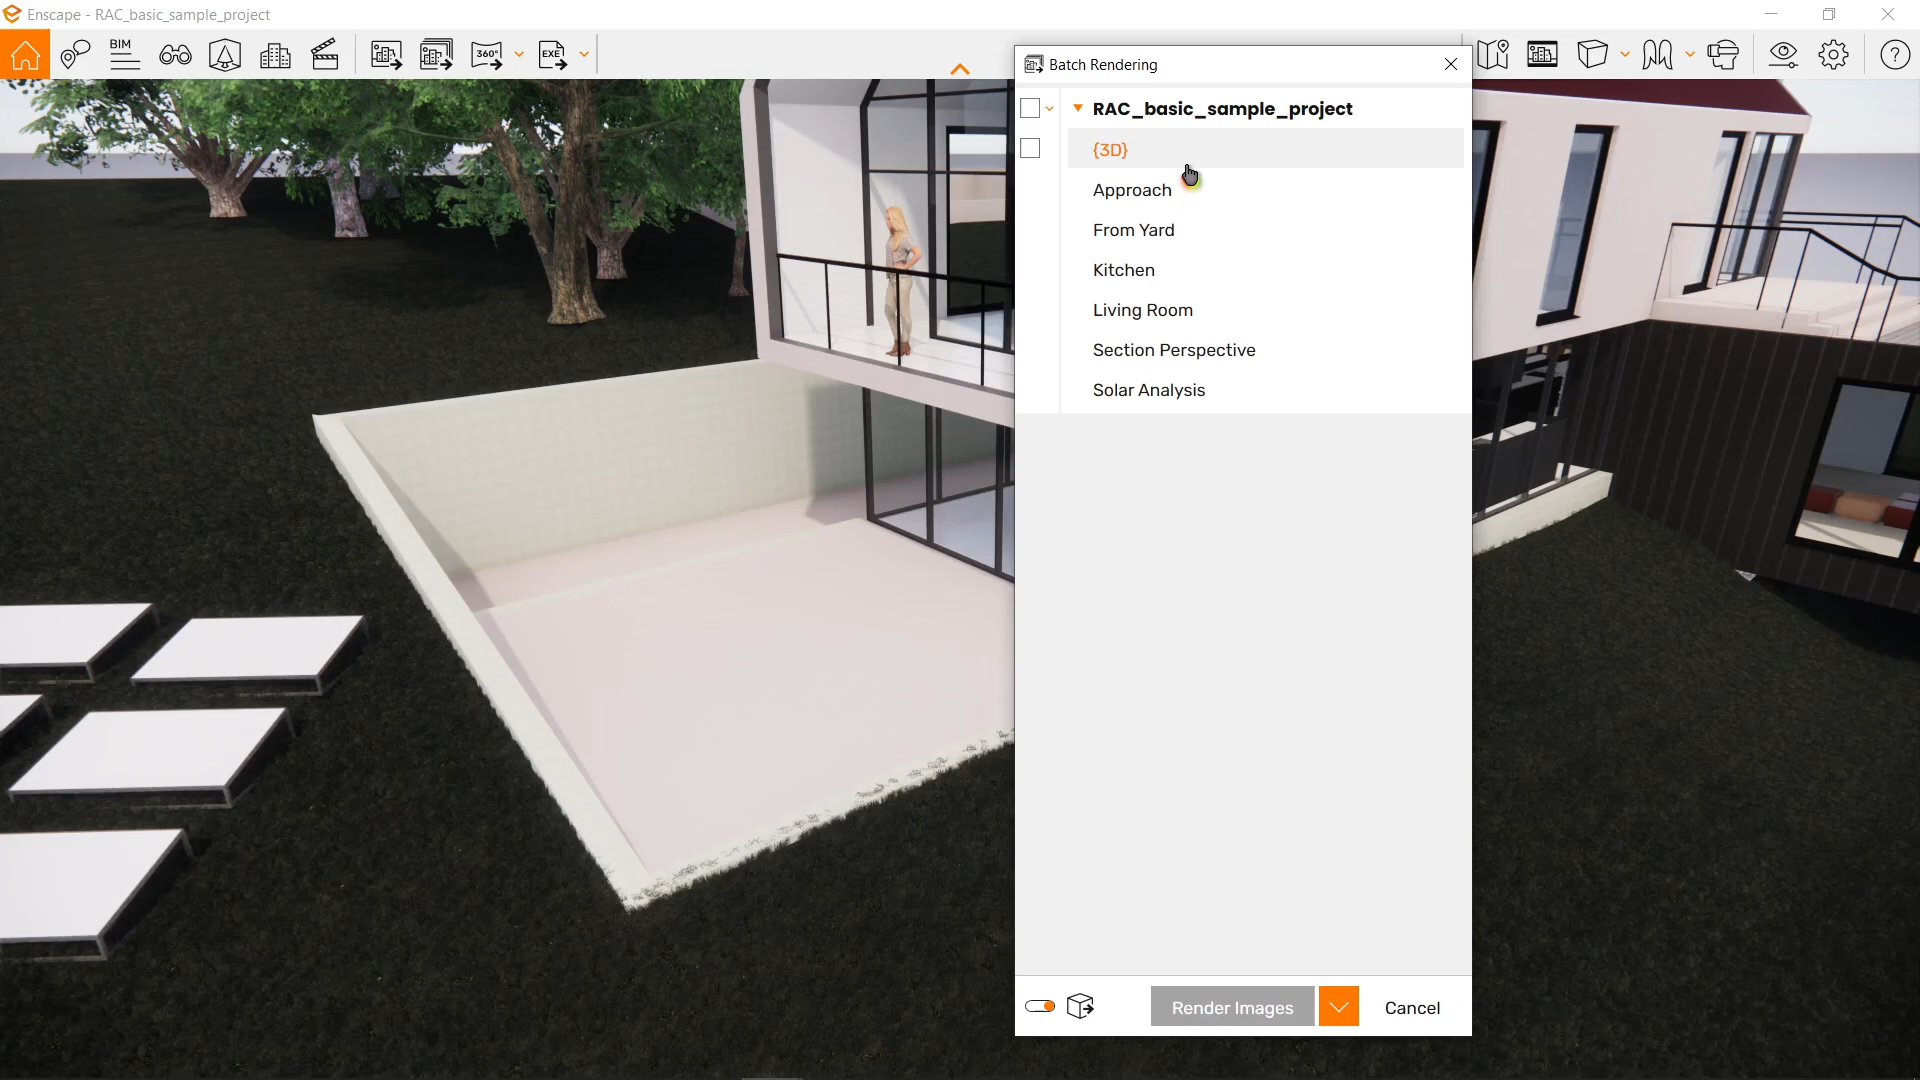 Enscape - RAC_basic_sample_project
BIM
360°
EXE
Batch Rendering
RAC_basic_sample_project
{3D}
Approach
From Yard
Kitchen
Living Room
Section Perspective
Solar Analysis
Render Images
Cancel